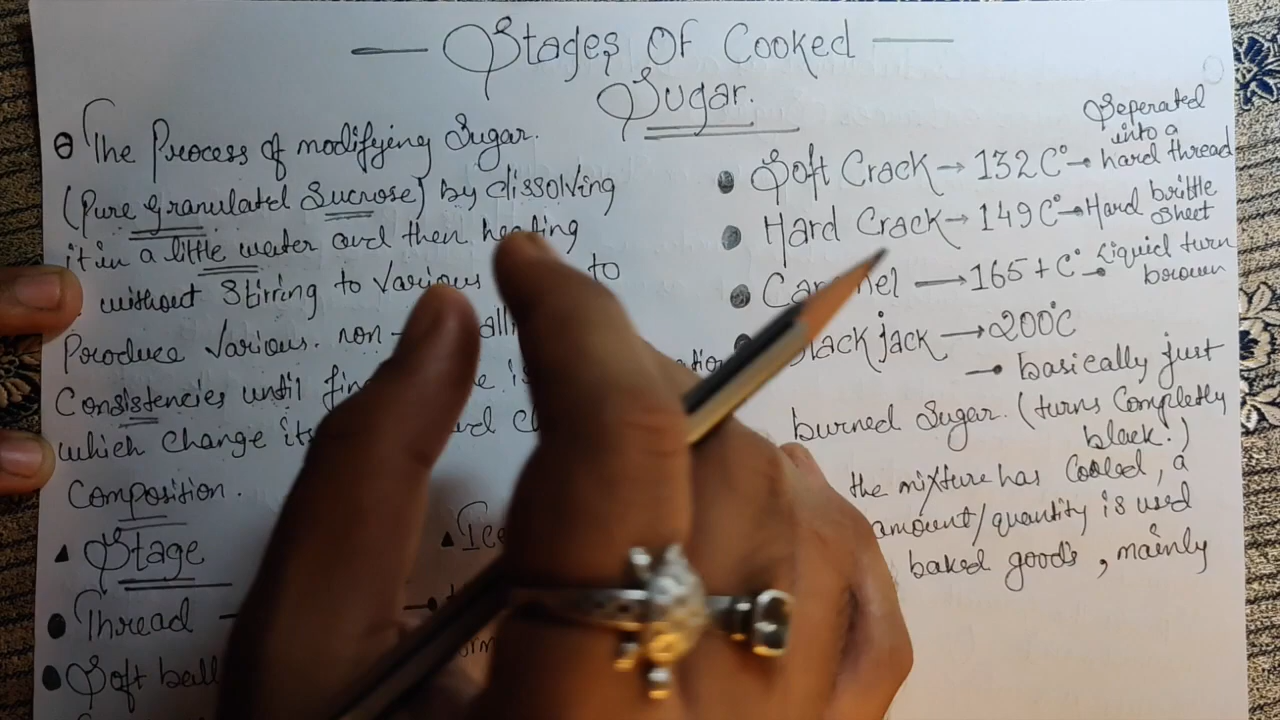 Stages Of Cooked
Sugar.
The Process of modifying Sugar.
(Pure granulated Sucrose) by dissolving
it in a little water and then heating
without Stirring to Various to
Produce Various. non -
Consistencies until
which change its
Composition.
Stage
Thread
Soft ball
Soft Crack → 132 C° → Seperated
into a
hard thread
Hard Crack → 149 C° → Hard brittle
sheet
Caramel → 165 + C° → Liquid turn
brown
Black jack → 200°C
→ basically just
burned Sugar. (turns Completely
black.)
the mixture has Cooled, a
amount/quantity is used
baked goods, mainly